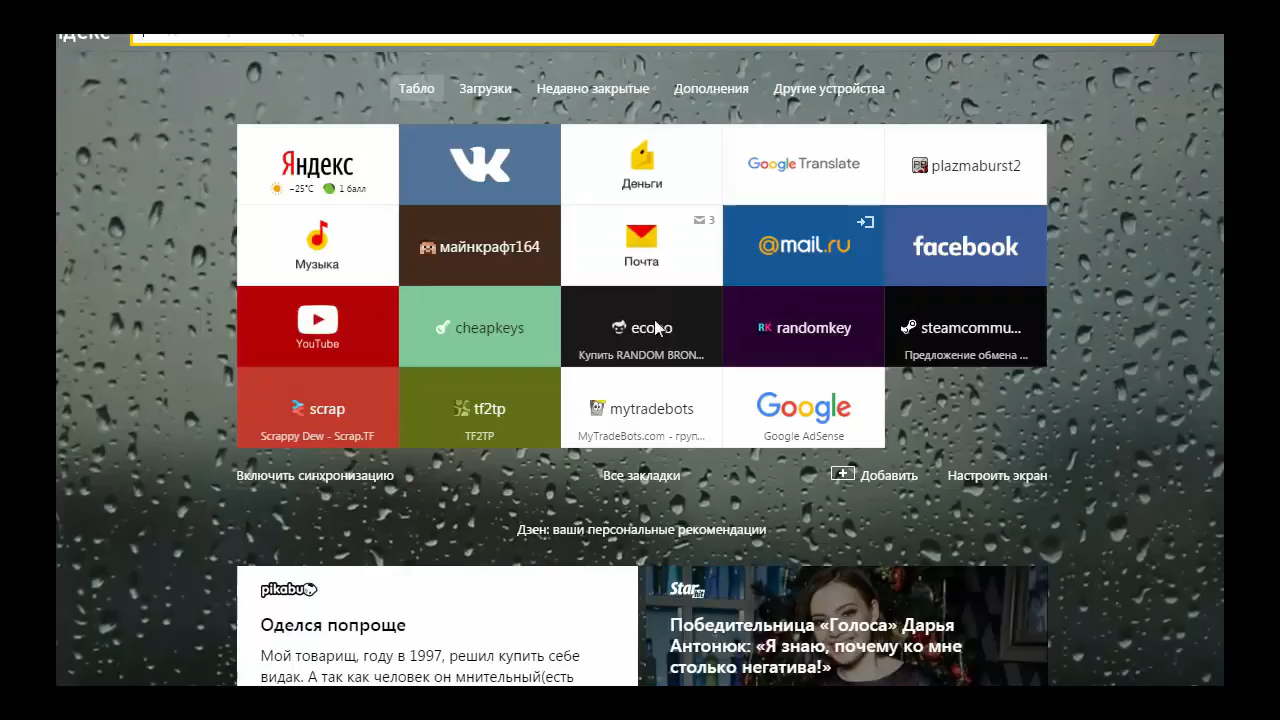 Табло Загрузки Недавно закрытые Дополнения Другие устройства
Яндекс
−25°C 1 балл
VK
Деньги
Google Translate
plazmaburst2
Музыка
майнкрафт164
3
Почта
@mail.ru
facebook
YouTube
cheapkeys
Купить RANDOM BRON...
RK randomkey
steamcommu...
Предложение обмена ...
scrap
Scrappy Dew - Scrap.TF
tf2tp
TF2TP
mytradebots
MyTradeBots.com - груп...
Google
Google AdSense
Включить синхронизацию Все закладки Добавить Настроить экран
Дзен: ваши персональные рекомендации
pikabu
Оделся попроще
Мой товарищ, году в 1997, решил купить себе
видак. А так как человек он мнительный(есть
Star
Победительница «Голоса» Дарья
Антонюк: «Я знаю, почему ко мне
столько негатива!»